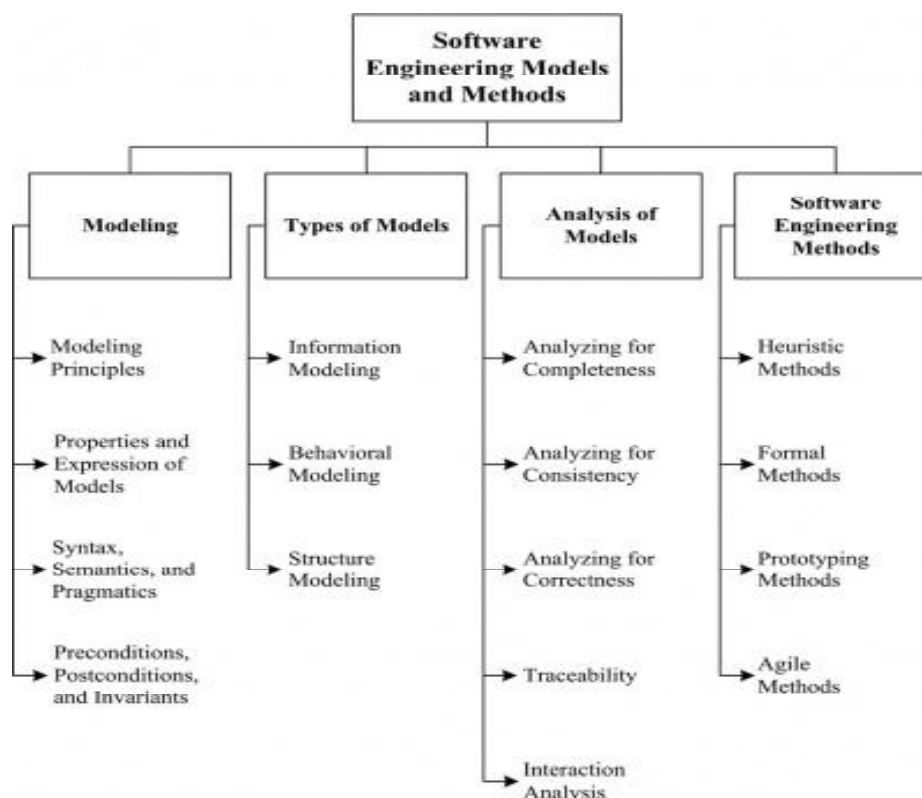 Software
Engineering Models
and Methods
Modeling
Modeling
Principles
Properties and
Expression of
Models
Syntax,
Semantics, and
Pragmatics
Preconditions,
Postconditions,
and Invariants
Types of Models
Information
Modeling
Behavioral
Modeling
Structure
Modeling
Analysis of
Models
Analyzing for
Completeness
Analyzing for
Consistency
Analyzing for
Correctness
Traceability
Interaction
Analysis
Software
Engineering
Methods
Heuristic
Methods
Formal
Methods
Prototyping
Methods
Agile
Methods